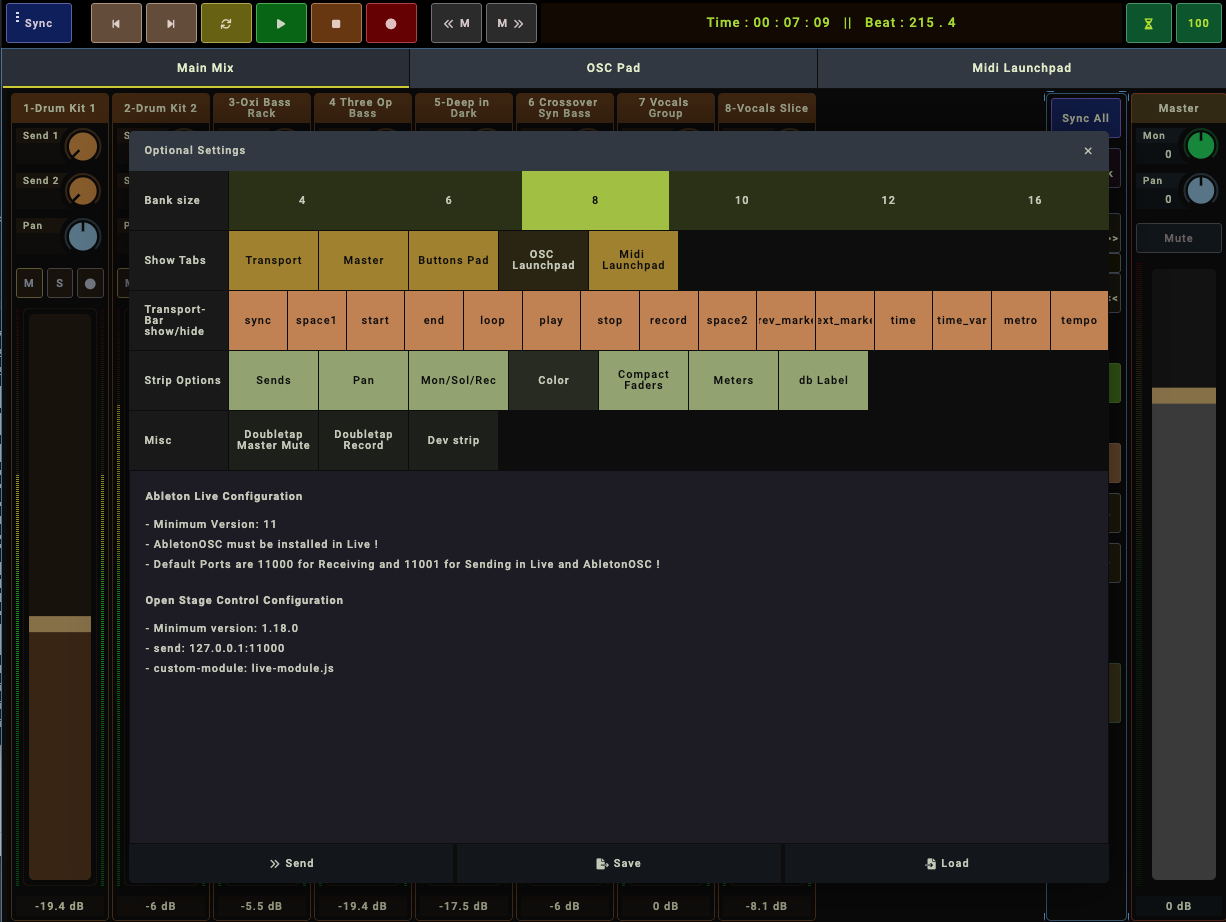 Sync
M
M
Time : 00 : 07 : 09 || Beat : 215 . 4
100
Main Mix
OSC Pad
Midi Launchpad
1-Drum Kit 1
2-Drum Kit 2
3-Oxi Bass
Rack
4 Three Op
Bass
5-Deep in
Dark
6 Crossover
Syn Bass
7 Vocals
Group
8-Vocals Slice
Sync All
Master
Send 1
Send 2
Pan
M
S
Mon
0
Pan
0
Mute
Optional Settings
Bank size
4
6
8
10
12
16
Show Tabs
Transport
Master
Buttons Pad
OSC
Launchpad
Midi
Launchpad
Transport-
Bar
show/hide
sync
space1
start
end
loop
play
stop
record
space2
rev_marke
ext_marke
time
time_var
metro
tempo
Strip Options
Sends
Pan
Mon/Sol/Rec
Color
Compact
Faders
Meters
db Label
Misc
Doubletap
Master Mute
Doubletap
Record
Dev strip
Ableton Live Configuration
- Minimum Version: 11
- AbletonOSC must be installed in Live !
- Default Ports are 11000 for Receiving and 11001 for Sending in Live and AbletonOSC !
Open Stage Control Configuration
- Minimum version: 1.18.0
- send: 127.0.0.1:11000
- custom-module: live-module.js
Send
Save
Load
-19.4 dB
-6 dB
-5.5 dB
-19.4 dB
-17.5 dB
-6 dB
0 dB
-8.1 dB
0 dB